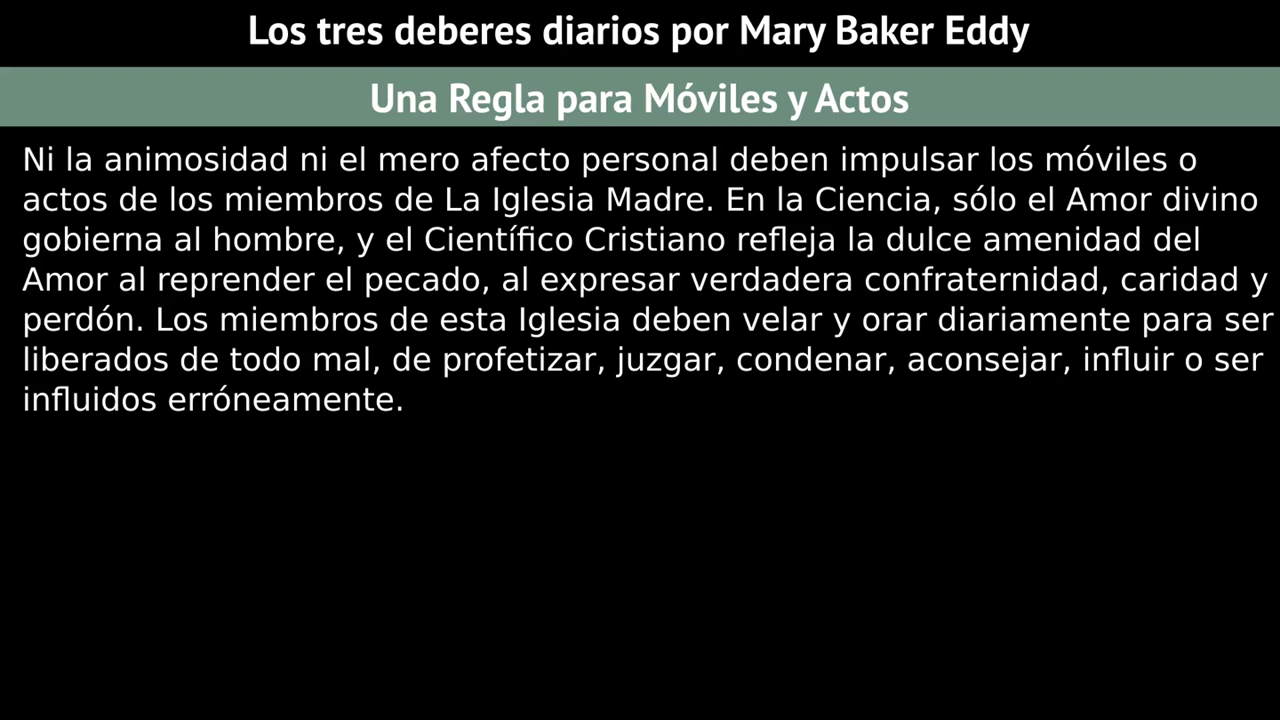 Los tres deberes diarios por Mary Baker Eddy
Una Regla para Móviles y Actos
Ni la animosidad ni el mero afecto personal deben impulsar los móviles o
actos de los miembros de La Iglesia Madre. En la Ciencia, sólo el Amor divino
gobierna al hombre, y el Científico Cristiano refleja la dulce amenidad del
Amor al reprender el pecado, al expresar verdadera confraternidad, caridad y
perdón. Los miembros de esta Iglesia deben velar y orar diariamente para ser
liberados de todo mal, de profetizar, juzgar, condenar, aconsejar, influir o ser
influidos erróneamente.